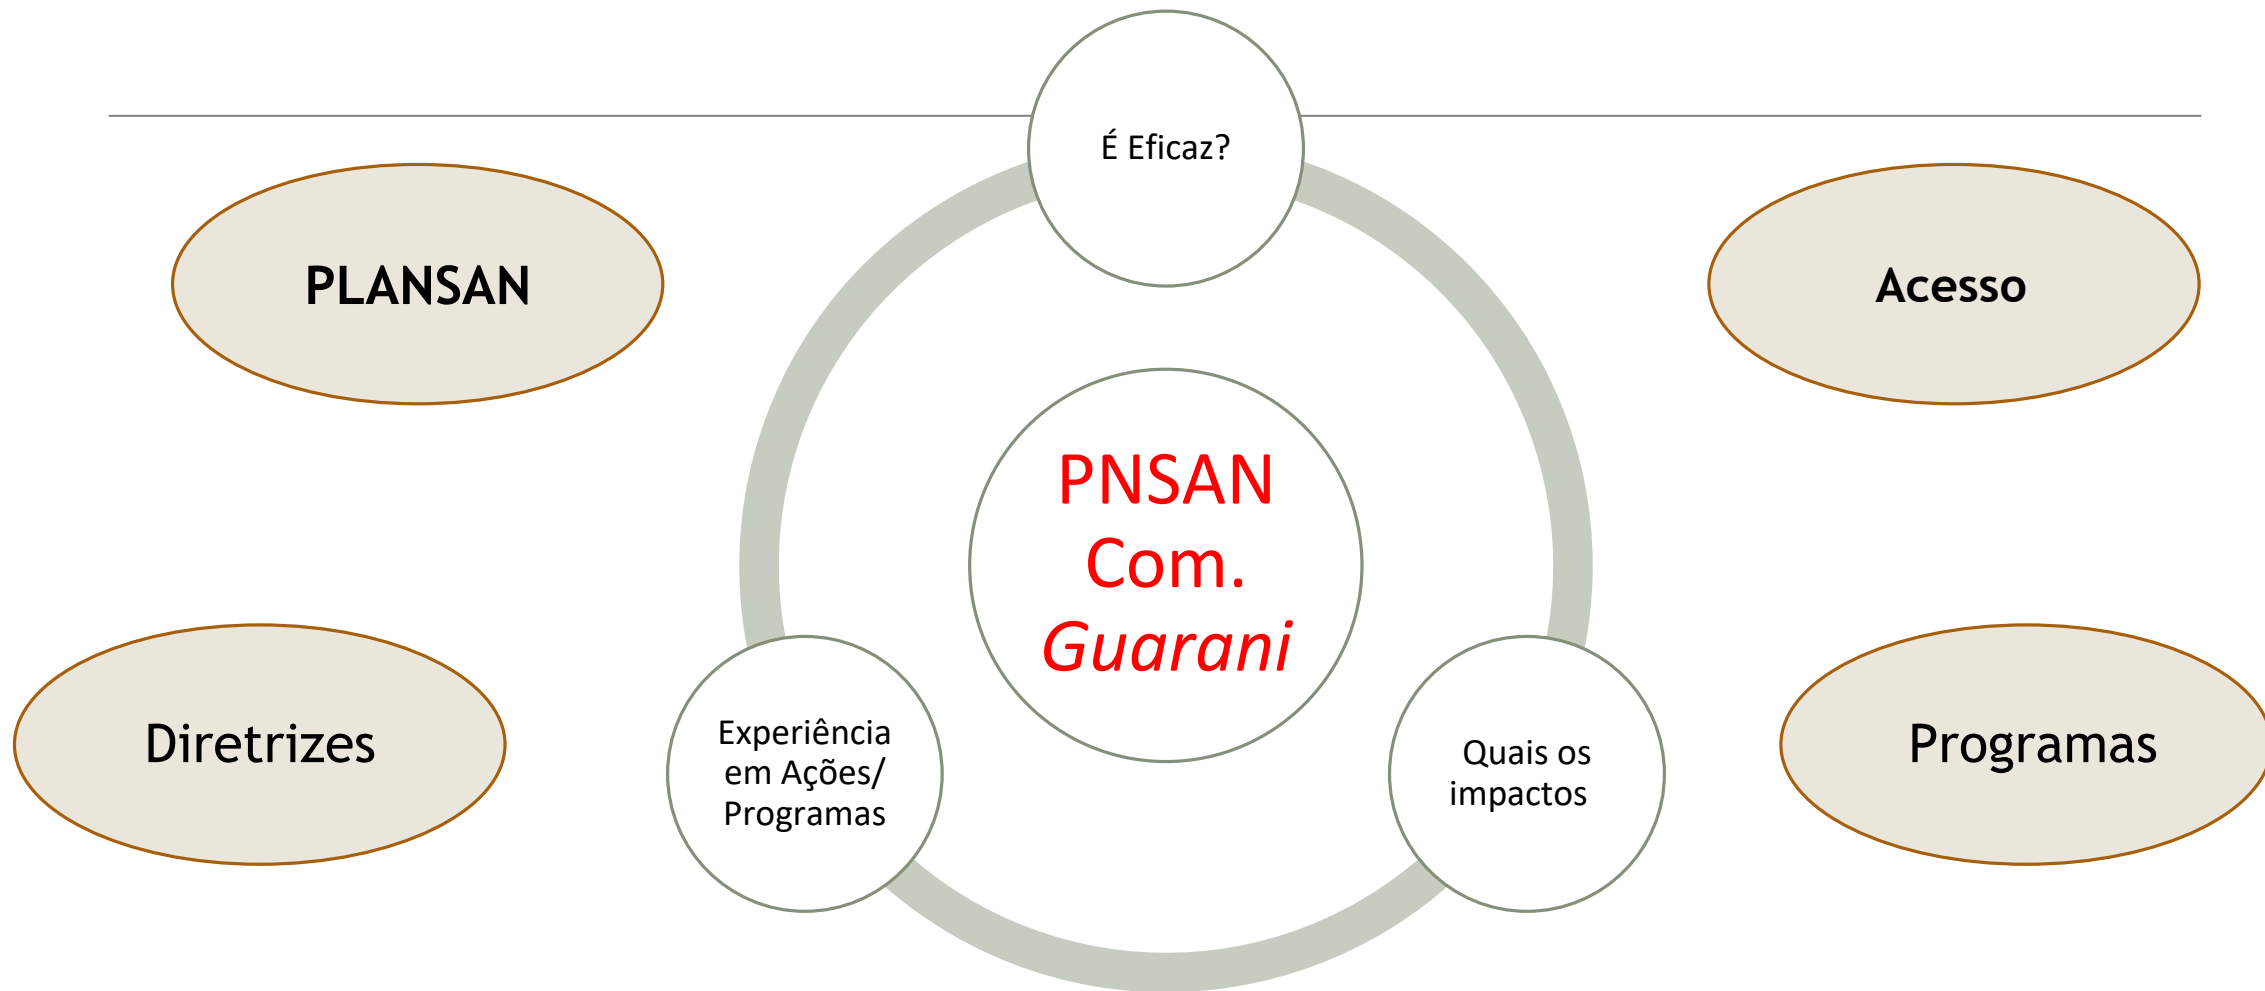 É Eficaz?
PLANSAN
Acesso
PNSAN
Com.
Guarani
Diretrizes
Experiência
em Ações/
Programas
Quais os
impactos
Programas